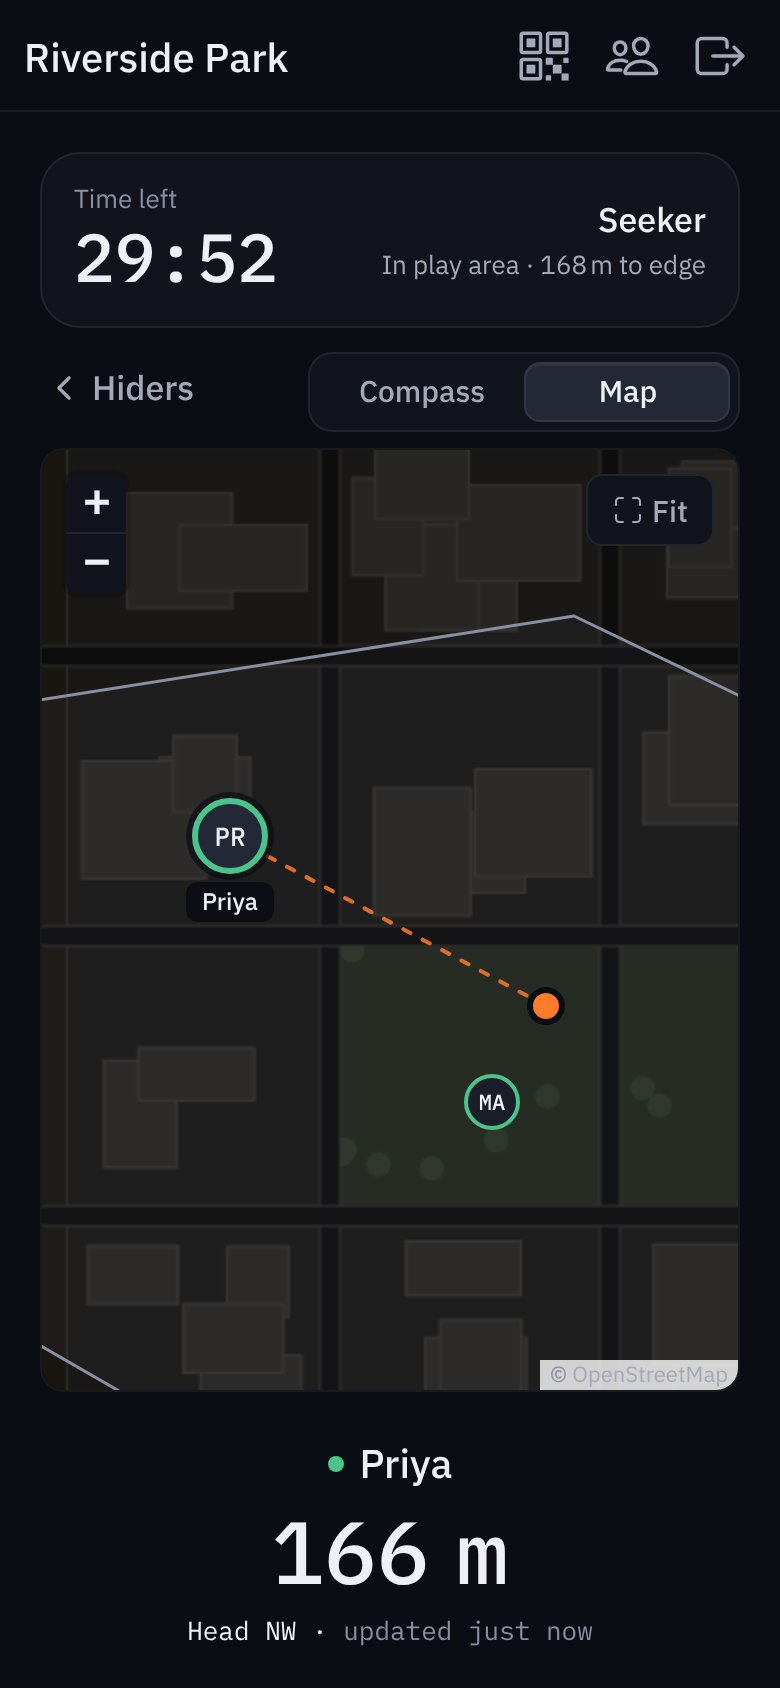 Riverside Park
Time left
29:52
Seeker
In play area · 168 m to edge
Hiders
Compass
Map
+
−
Fit
PR
Priya
MA
© OpenStreetMap
Priya
166 m
Head NW · updated just now